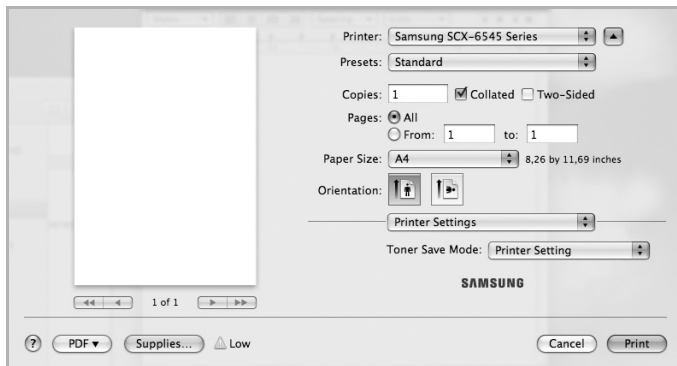 Printer: Samsung SCX-6545 Series
Presets: Standard
Copies: 1 Collated Two-Sided
Pages: All
From: 1 to: 1
Paper Size: A4 8,26 by 11,69 inches
Orientation:
Printer Settings
Toner Save Mode: Printer Setting
SAMSUNG
1 of 1
? PDF Supplies... Low Cancel Print